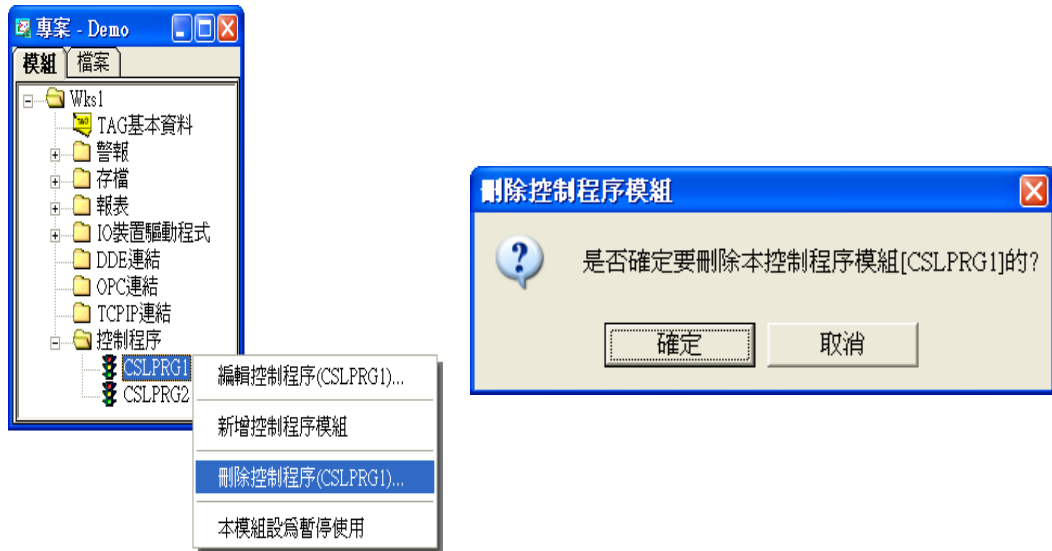 專案 - Demo
模組 檔案
Wks1
TAG基本資料
警報
存檔
報表
IO裝置驅動程式
DDE連結
OPC連結
TCPIP連結
控制程序
CSLPRG1
CSLPRG2
編輯控制程序(CSLPRG1)...
新增控制程序模組
刪除控制程序(CSLPRG1)...
本模組設爲暫停使用
刪除控制程序模組
是否確定要刪除本控制程序模組[CSLPRG1]的?
確定 取消